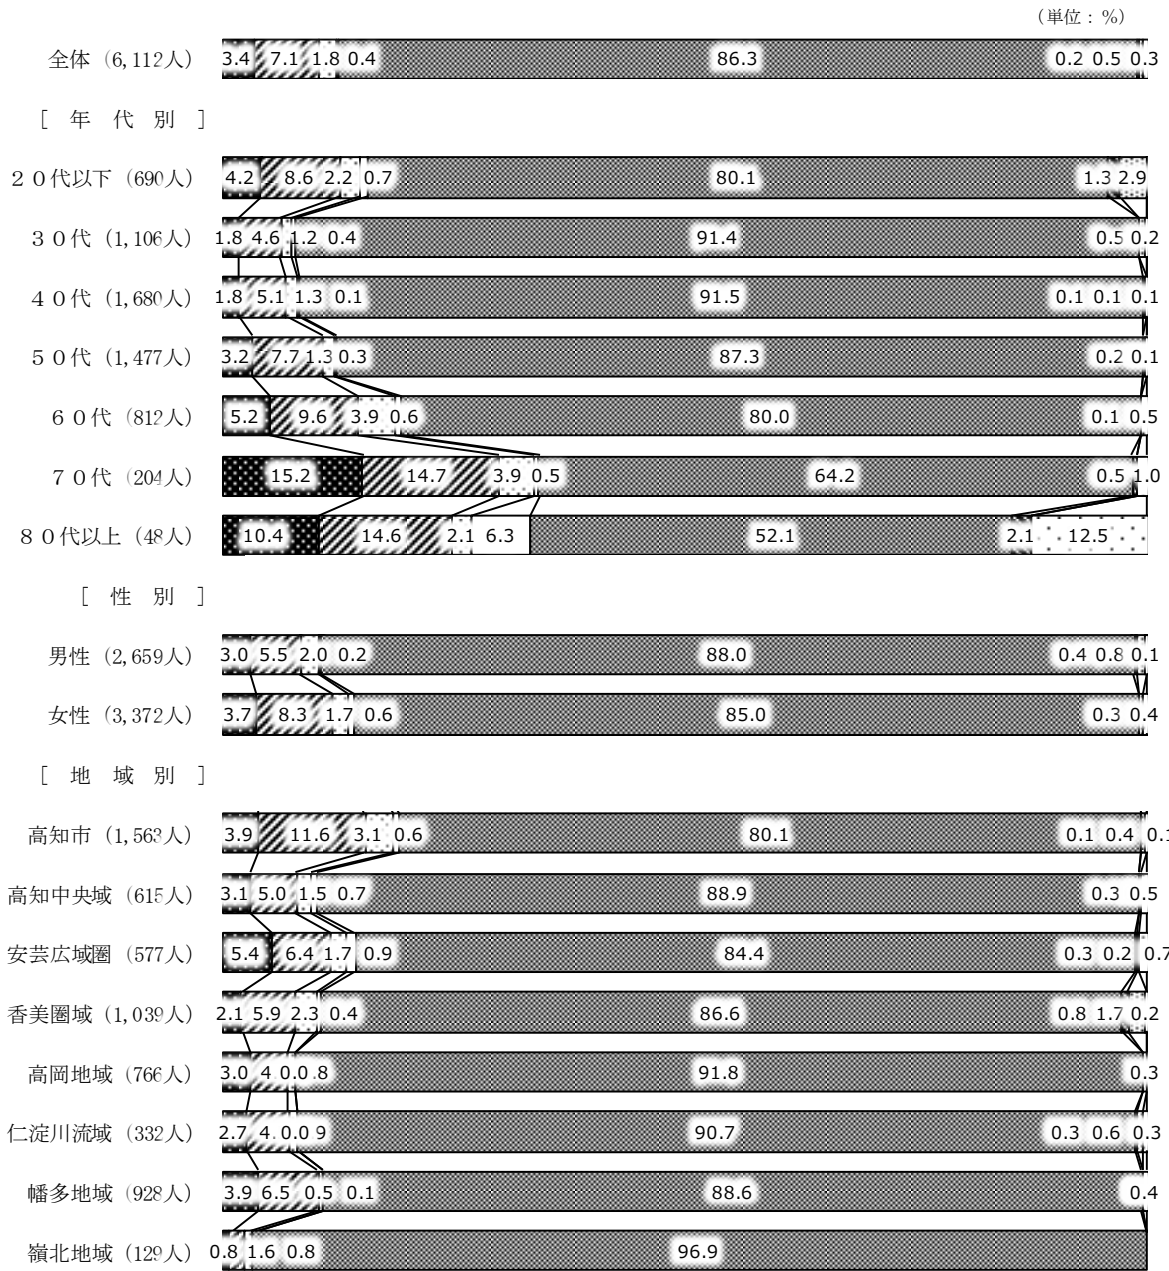 （単位：%）
全体（6,112人） 3.4 7.1 1.8 0.4 86.3 0.2 0.5 0.3
［ 年 代 別 ］
２０代以下（690人） 4.2 8.6 2.2 0.7 80.1 1.3 2.9
３０代（1,106人） 1.8 4.6 1.2 0.4 91.4 0.5 0.2
４０代（1,680人） 1.8 5.1 1.3 0.1 91.5 0.1 0.1 0.1
５０代（1,477人） 3.2 7.7 1.3 0.3 87.3 0.2 0.1
６０代（812人） 5.2 9.6 3.9 0.6 80.0 0.1 0.5
７０代（204人） 15.2 14.7 3.9 0.5 64.2 0.5 1.0
８０代以上（48人） 10.4 14.6 2.1 6.3 52.1 2.1 12.5
［ 性 別 ］
男性（2,659人） 3.0 5.5 2.0 0.2 88.0 0.4 0.8 0.1
女性（3,372人） 3.7 8.3 1.7 0.6 85.0 0.3 0.4
［ 地 域 別 ］
高知市（1,563人） 3.9 11.6 3.1 0.6 80.1 0.1 0.4 0.1
高知中央域（615人） 3.1 5.0 1.5 0.7 88.9 0.3 0.5
安芸広域圏（577人） 5.4 6.4 1.7 0.9 84.4 0.3 0.2 0.7
香美圏域（1,039人） 2.1 5.9 2.3 0.4 86.6 0.8 1.7 0.2
高岡地域（766人） 3.0 91.8 0.3
仁淀川流域（332人） 2.7 90.7 0.3 0.6 0.3
幡多地域（928人） 3.9 6.5 0.5 0.1 88.6 0.4
嶺北地域（129人） 0.8 1.6 0.8 96.9